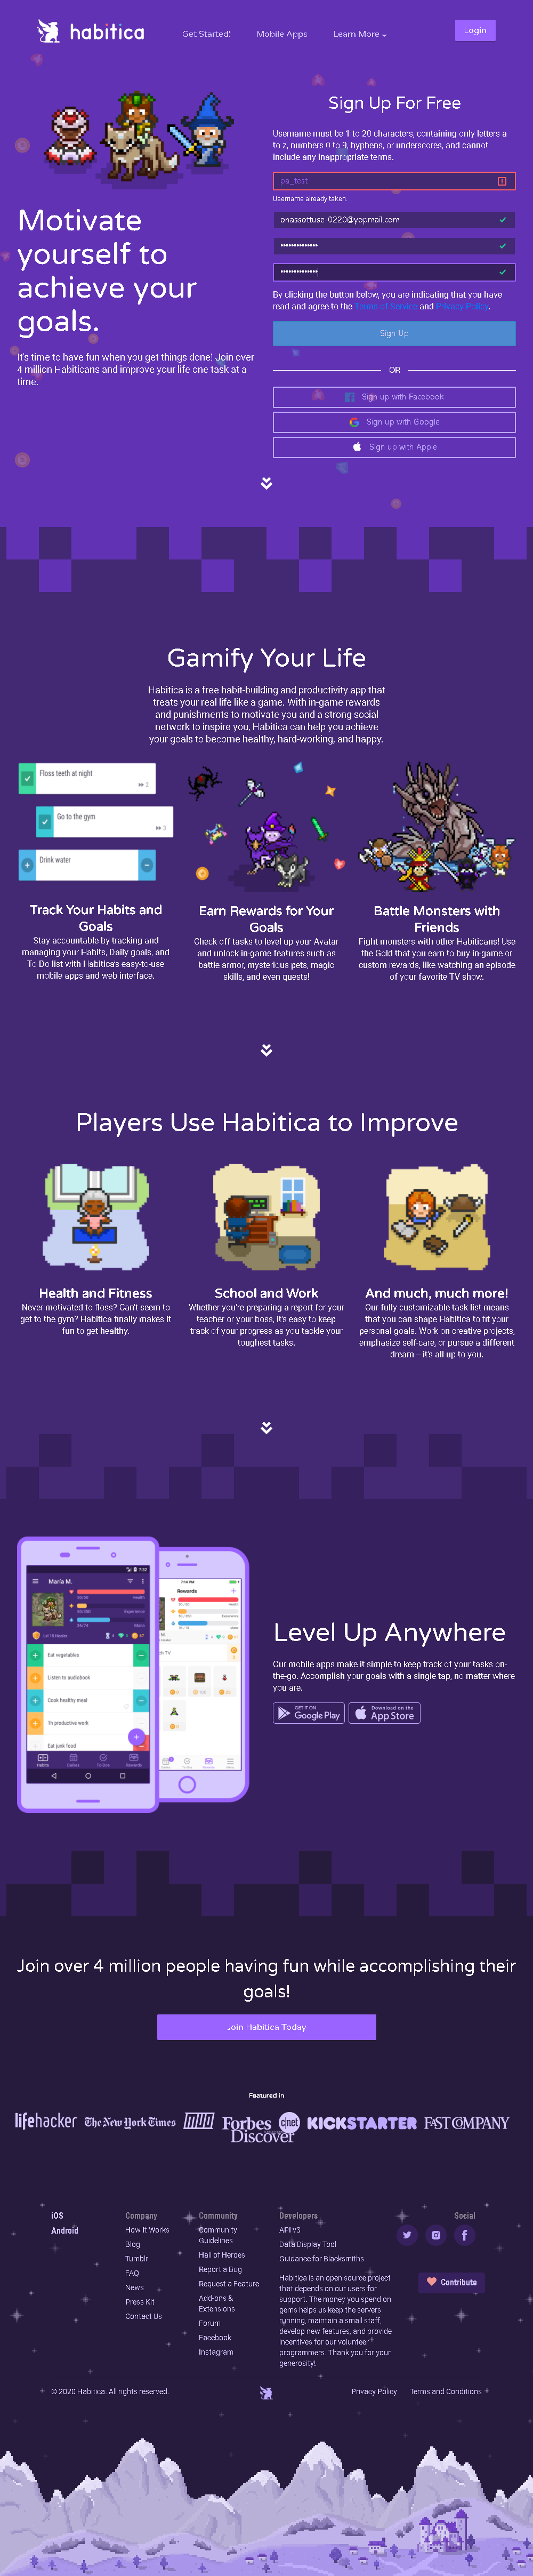 habitica
Get Started!
Mobile Apps
Learn More
Login
Sign Up For Free
Username must be 1 to 20 characters, containing only letters a
to z, numbers 0 to 9, hyphens, or underscores, and cannot
include any inappropriate terms.
pa_test
Username already taken.
onassottuse-0220@yopmail.com
By clicking the button below, you are indicating that you have
read and agree to the Terms of Service and Privacy Policy.
Sign Up
OR
Sign up with Facebook
Sign up with Google
Sign up with Apple
Motivate
yourself to
achieve your
goals.
It's time to have fun when you get things done! Join over
4 million Habiticans and improve your life one task at a
time.
Gamify Your Life
Habitica is a free habit-building and productivity app that
treats your real life like a game. With in-game rewards
and punishments to motivate you and a strong social
network to inspire you, Habitica can help you achieve
your goals to become healthy, hard-working, and happy.
Floss teeth at night
2
Go to the gym
3
Drink water
Track Your Habits and
Goals
Stay accountable by tracking and
managing your Habits, Daily goals, and
To Do list with Habitica's easy-to-use
mobile apps and web interface.
Earn Rewards for Your
Goals
Check off tasks to level up your Avatar
and unlock in-game features such as
battle armor, mysterious pets, magic
skills, and even quests!
Battle Monsters with
Friends
Fight monsters with other Habiticans! Use
the Gold that you earn to buy in-game or
custom rewards, like watching an episode
of your favorite TV show.
Players Use Habitica to Improve
Health and Fitness
Never motivated to floss? Can't seem to
get to the gym? Habitica finally makes it
fun to get healthy.
School and Work
Whether you're preparing a report for your
teacher or your boss, it's easy to keep
track of your progress as you tackle your
toughest tasks.
And much, much more!
Our fully customizable task list means
that you can shape Habitica to fit your
personal goals. Work on creative projects,
emphasize self-care, or pursue a different
dream – it's all up to you.
Maria M.
Rewards
Eat vegetables
Listen to audiobook
Cook healthy meal
1h productive work
Eat junk food
Level Up Anywhere
Our mobile apps make it simple to keep track of your tasks on-
the-go. Accomplish your goals with a single tap, no matter where
you are.
GET IT ON
Google Play
Download on the
App Store
Join over 4 million people having fun while accomplishing their
goals!
Join Habitica Today
Featured in
lifehacker
The New York Times
MUO
Forbes
cnet
KICKSTARTER
FAST COMPANY
Discover
iOS
Android
Company
How It Works
Blog
Tumblr
FAQ
News
Press Kit
Contact Us
Community
Community
Guidelines
Hall of Heroes
Report a Bug
Request a Feature
Add-ons &
Extensions
Forum
Facebook
Instagram
Developers
API v3
Data Display Tool
Guidance for Blacksmiths
Habitica is an open source project
that depends on our users for
support. The money you spend on
gems helps us keep the servers
running, maintain a small staff,
develop new features, and provide
incentives for our volunteer
programmers. Thank you for your
generosity!
Social
Contribute
© 2020 Habitica. All rights reserved.
Privacy Policy
Terms and Conditions